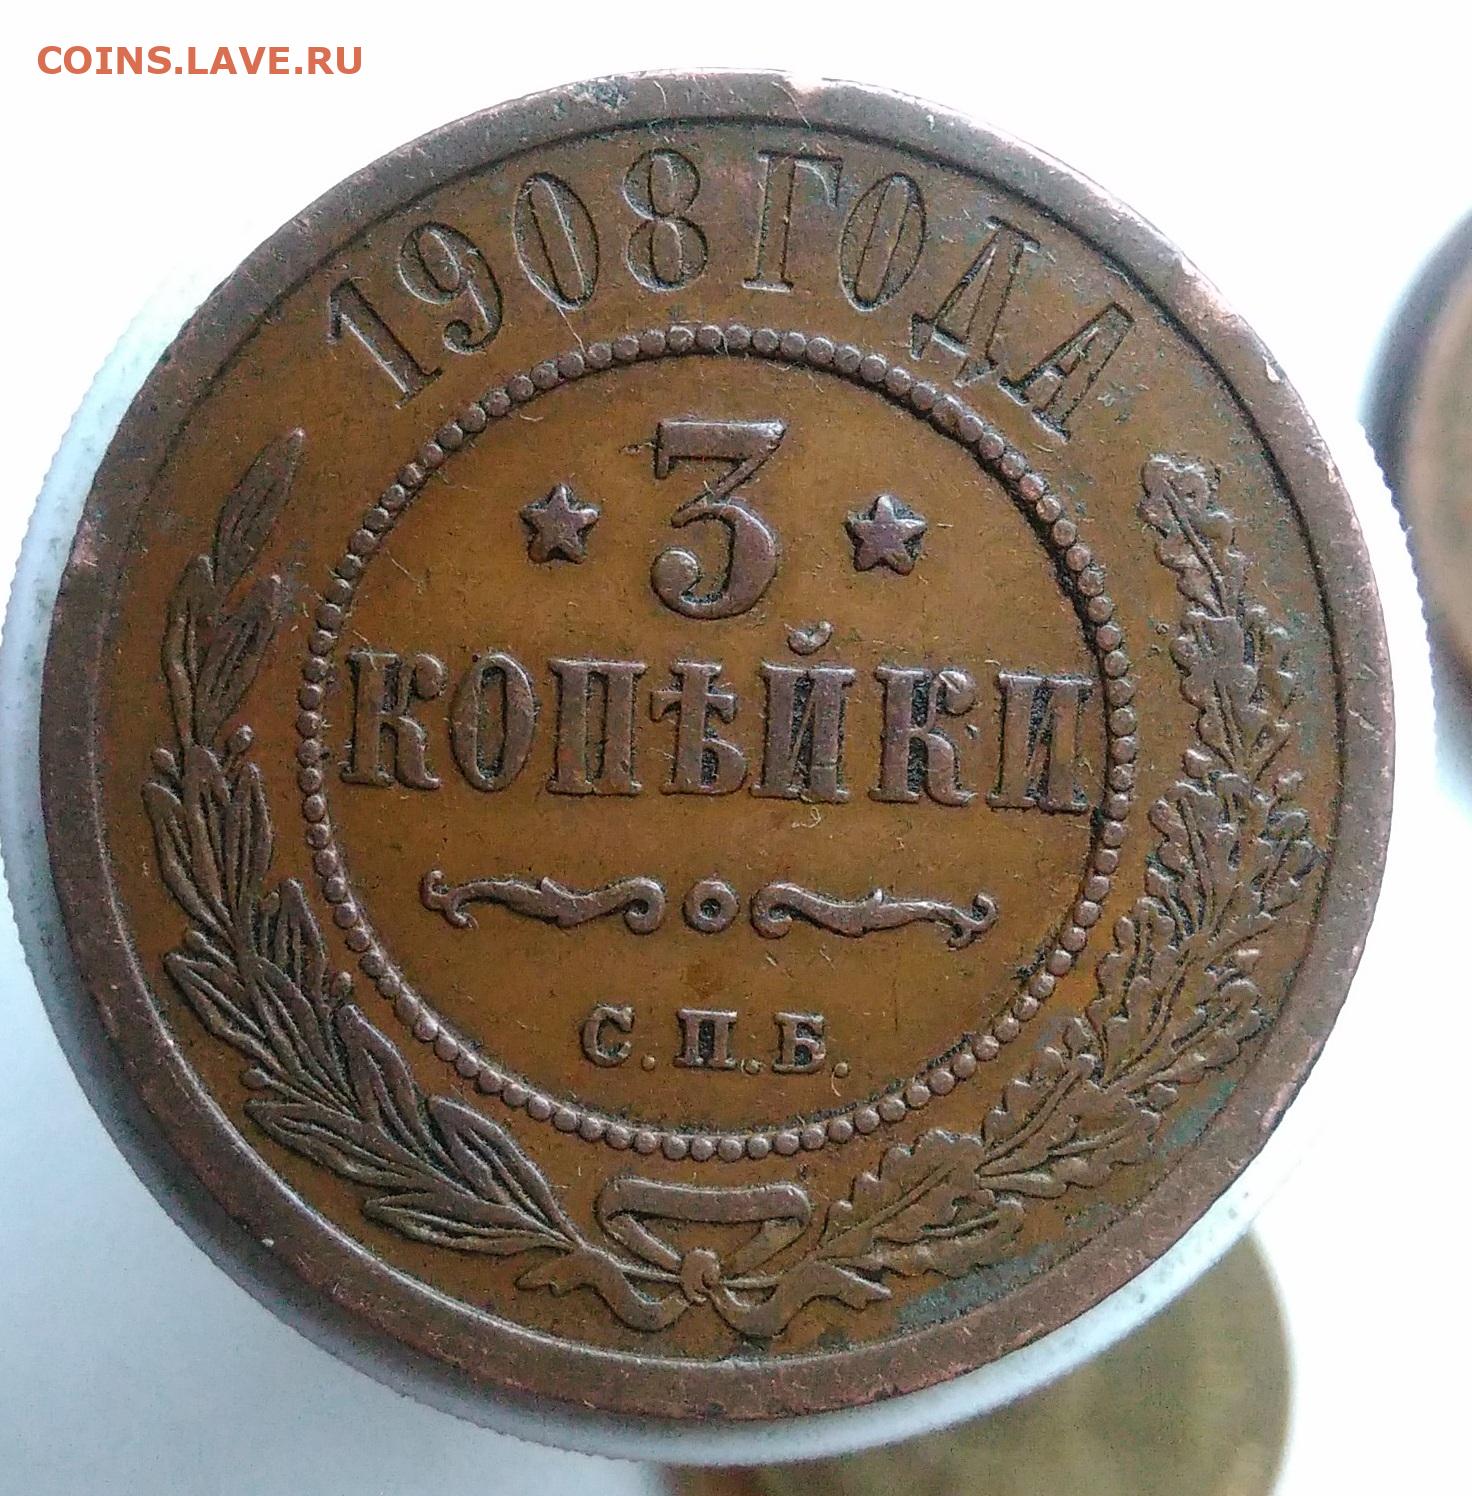 COINS.LAVE.RU
1908 ГОДА
3
КОПѢЙКИ
С.П.Б.